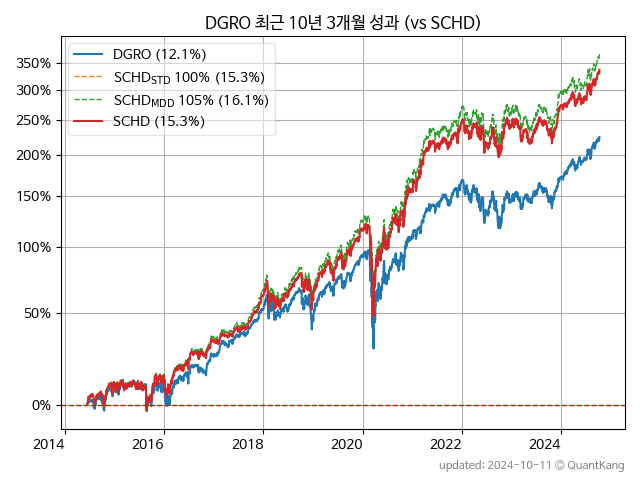 DGRO 최근 10년 3개월 성과 (vs SCHD)
DGRO (12.1%)
SCHD_STD 100% (15.3%)
SCHD_MDD 105% (16.1%)
SCHD (15.3%)
350%
300%
250%
200%
150%
100%
50%
0%
2014 2016 2018 2020 2022 2024
updated: 2024-10-11 © QuantKang